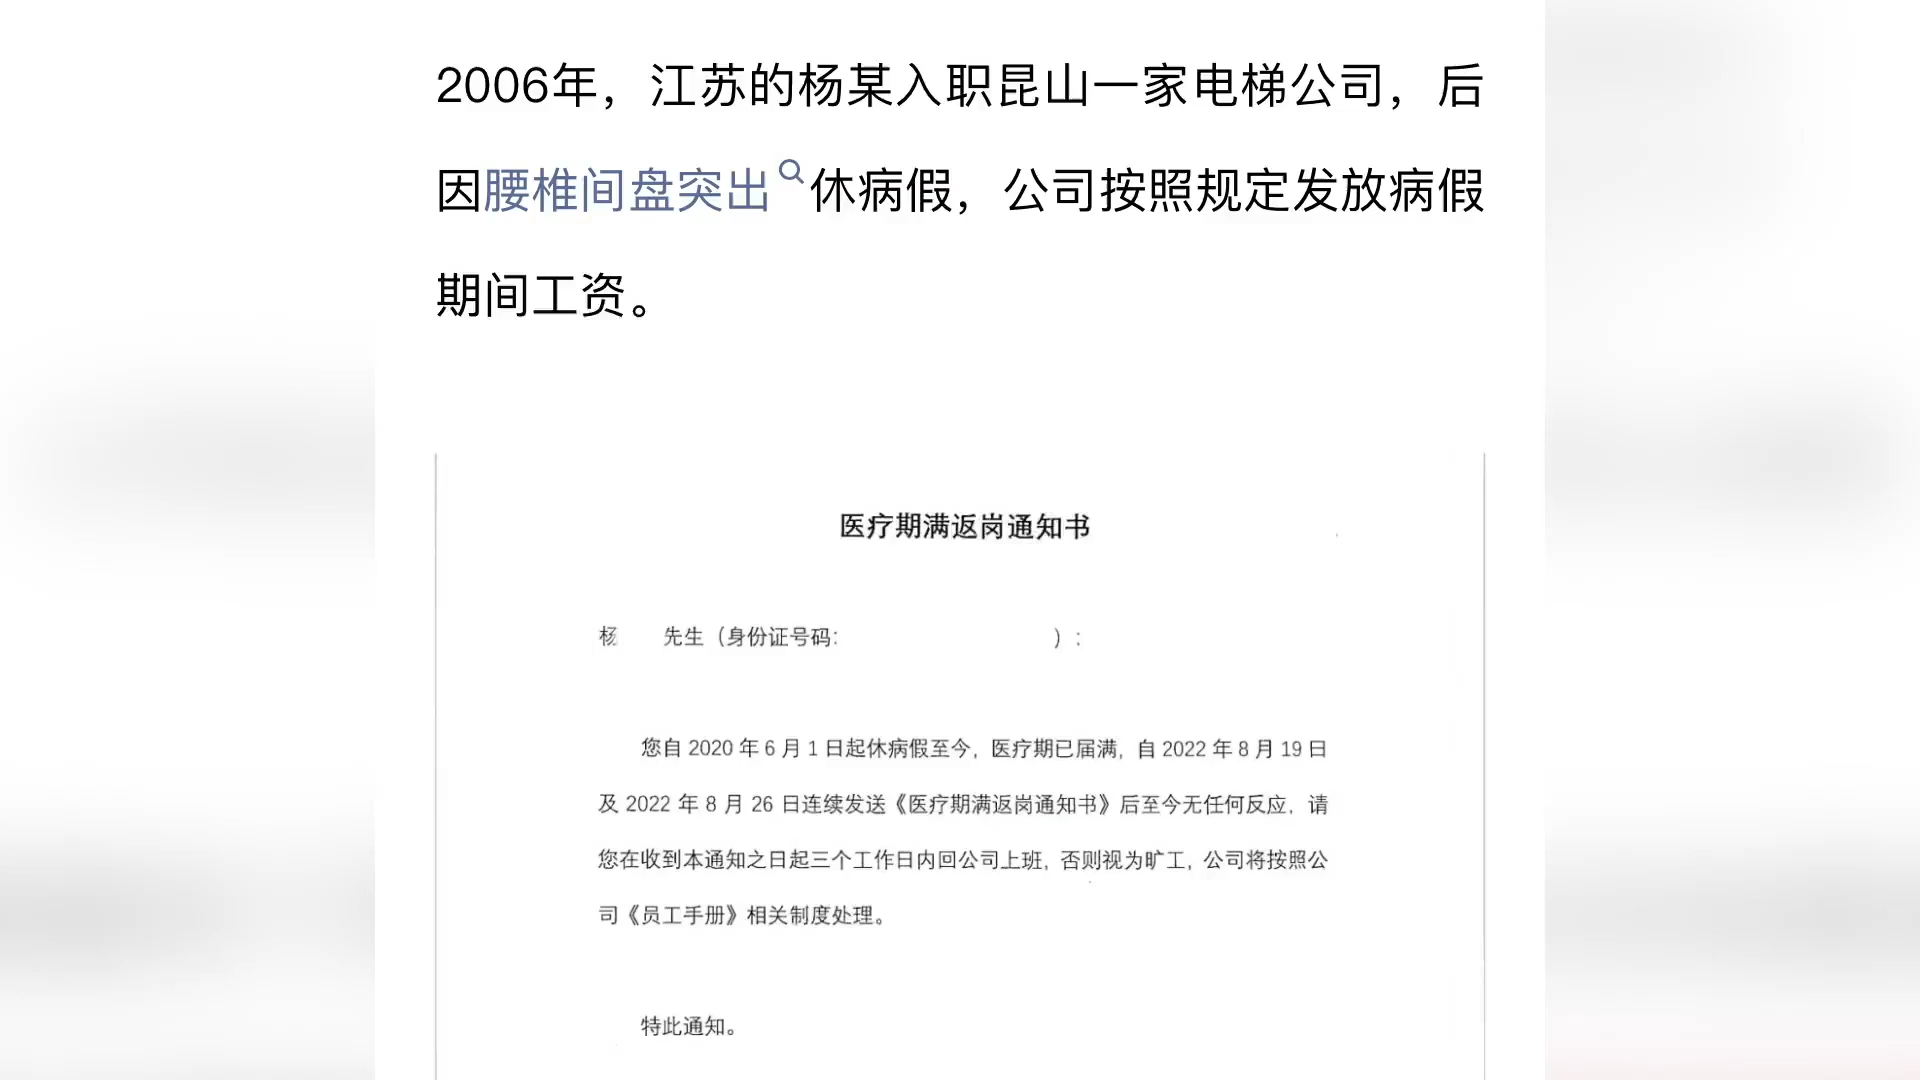 2006年，江苏的杨某入职昆山一家电梯公司，后
因腰椎间盘突出休病假，公司按照规定发放病假
期间工资。
医疗期满返岗通知书
杨 先生（身份证号码: ）:
您自 2020 年 6 月 1 日起休病假至今，医疗期已届满，自 2022 年 8 月 19 日
及 2022 年 8 月 26 日连续发送《医疗期满返岗通知书》后至今无任何反应，请
您在收到本通知之日起三个工作日内回公司上班，否则视为旷工，公司将按照公
司《员工手册》相关制度处理。
特此通知。